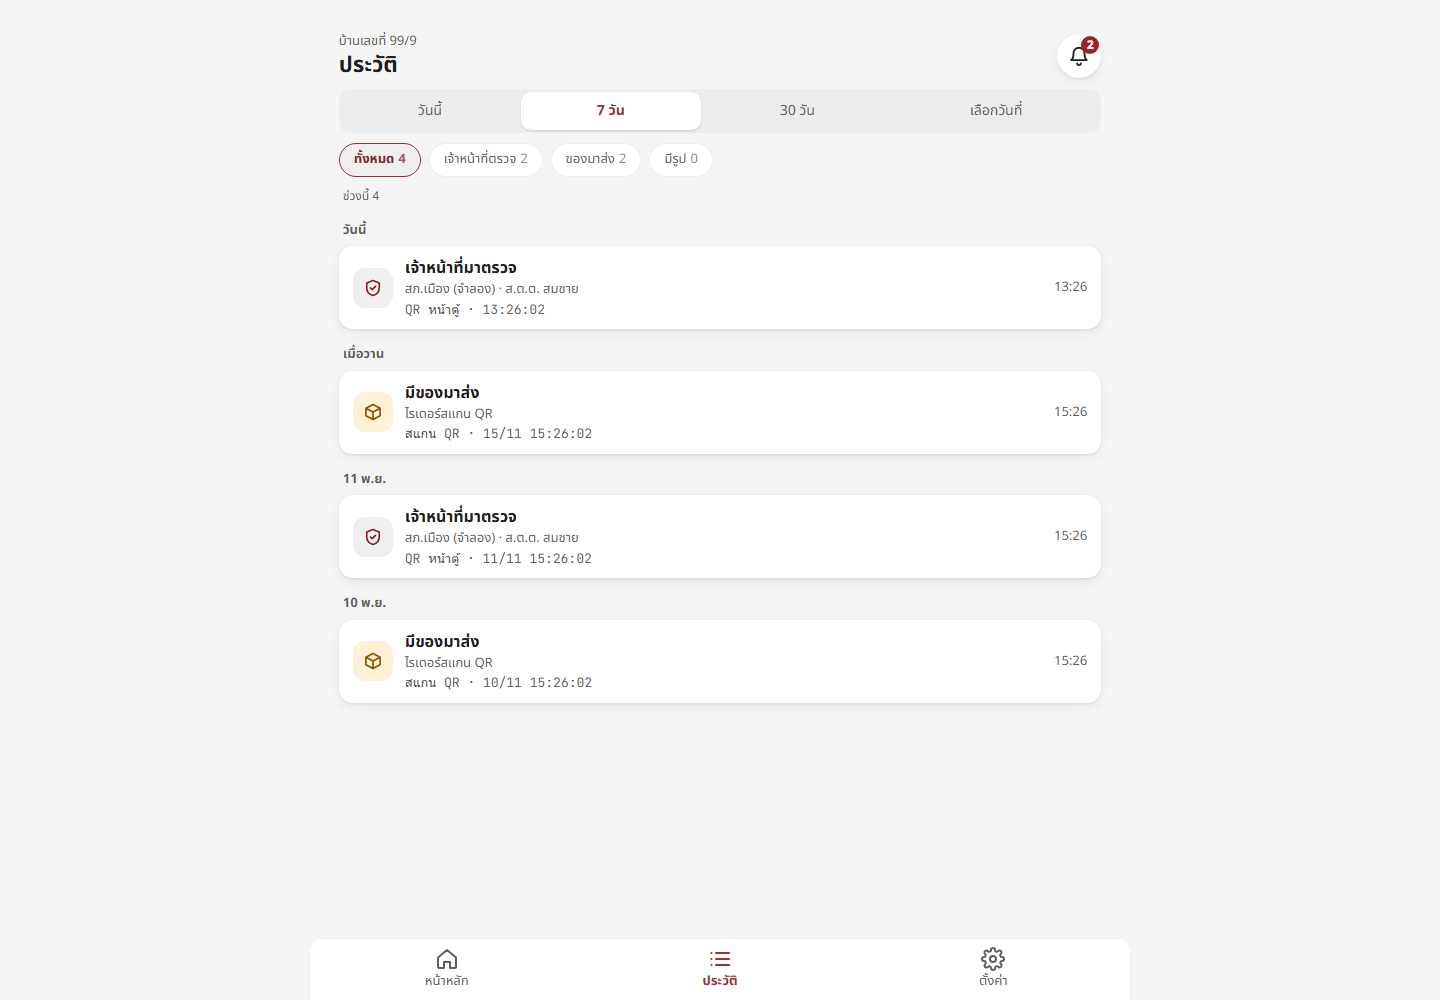 บ้านเลขที่ 99/9
ประวัติ
2
วันนี้
7 วัน
30 วัน
เลือกวันที่
ทั้งหมด 4
เจ้าหน้าที่ตรวจ 2
ของมาส่ง 2
มีรูป 0
ช่วงนี้ 4
วันนี้
เจ้าหน้าที่มาตรวจ
สภ.เมือง (จำลอง) · ส.ต.ต. สมชาย
QR หน้าตู้ · 13:26:02
13:26
เมื่อวาน
มีของมาส่ง
ไรเดอร์สแกน QR
สแกน QR · 15/11 15:26:02
15:26
11 พ.ย.
เจ้าหน้าที่มาตรวจ
สภ.เมือง (จำลอง) · ส.ต.ต. สมชาย
QR หน้าตู้ · 11/11 15:26:02
15:26
10 พ.ย.
มีของมาส่ง
ไรเดอร์สแกน QR
สแกน QR · 10/11 15:26:02
15:26
หน้าหลัก
ประวัติ
ตั้งค่า